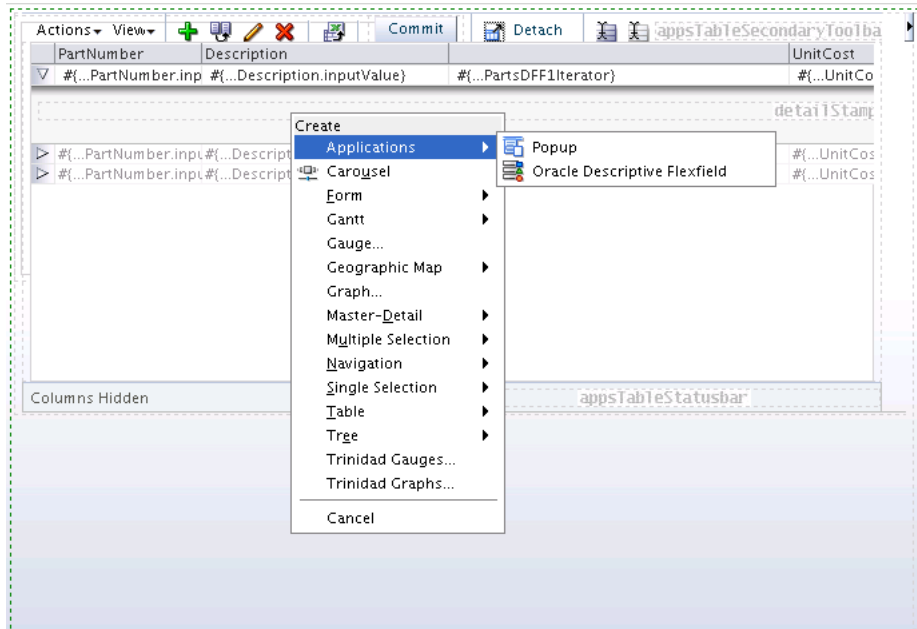 Actions View Commit Detach appsTableSecondaryToolba
PartNumber Description UnitCost
#{...PartNumber.inp #{...Description.inputValue} #{...PartsDFF1Iterator} #{...UnitCo
detailStamp
Create
Applications
Popup
#{...PartNumber.inpu #{...Descript #{...UnitCos
Carousel
Oracle Descriptive Flexfield
#{...PartNumber.inpu #{...Descript #{...UnitCos
Form
Gantt
Gauge...
Geographic Map
Graph...
Master-Detail
Multiple Selection
Navigation
Single Selection
Columns Hidden appsTableStatusbar
Table
Tree
Trinidad Gauges...
Trinidad Graphs...
Cancel